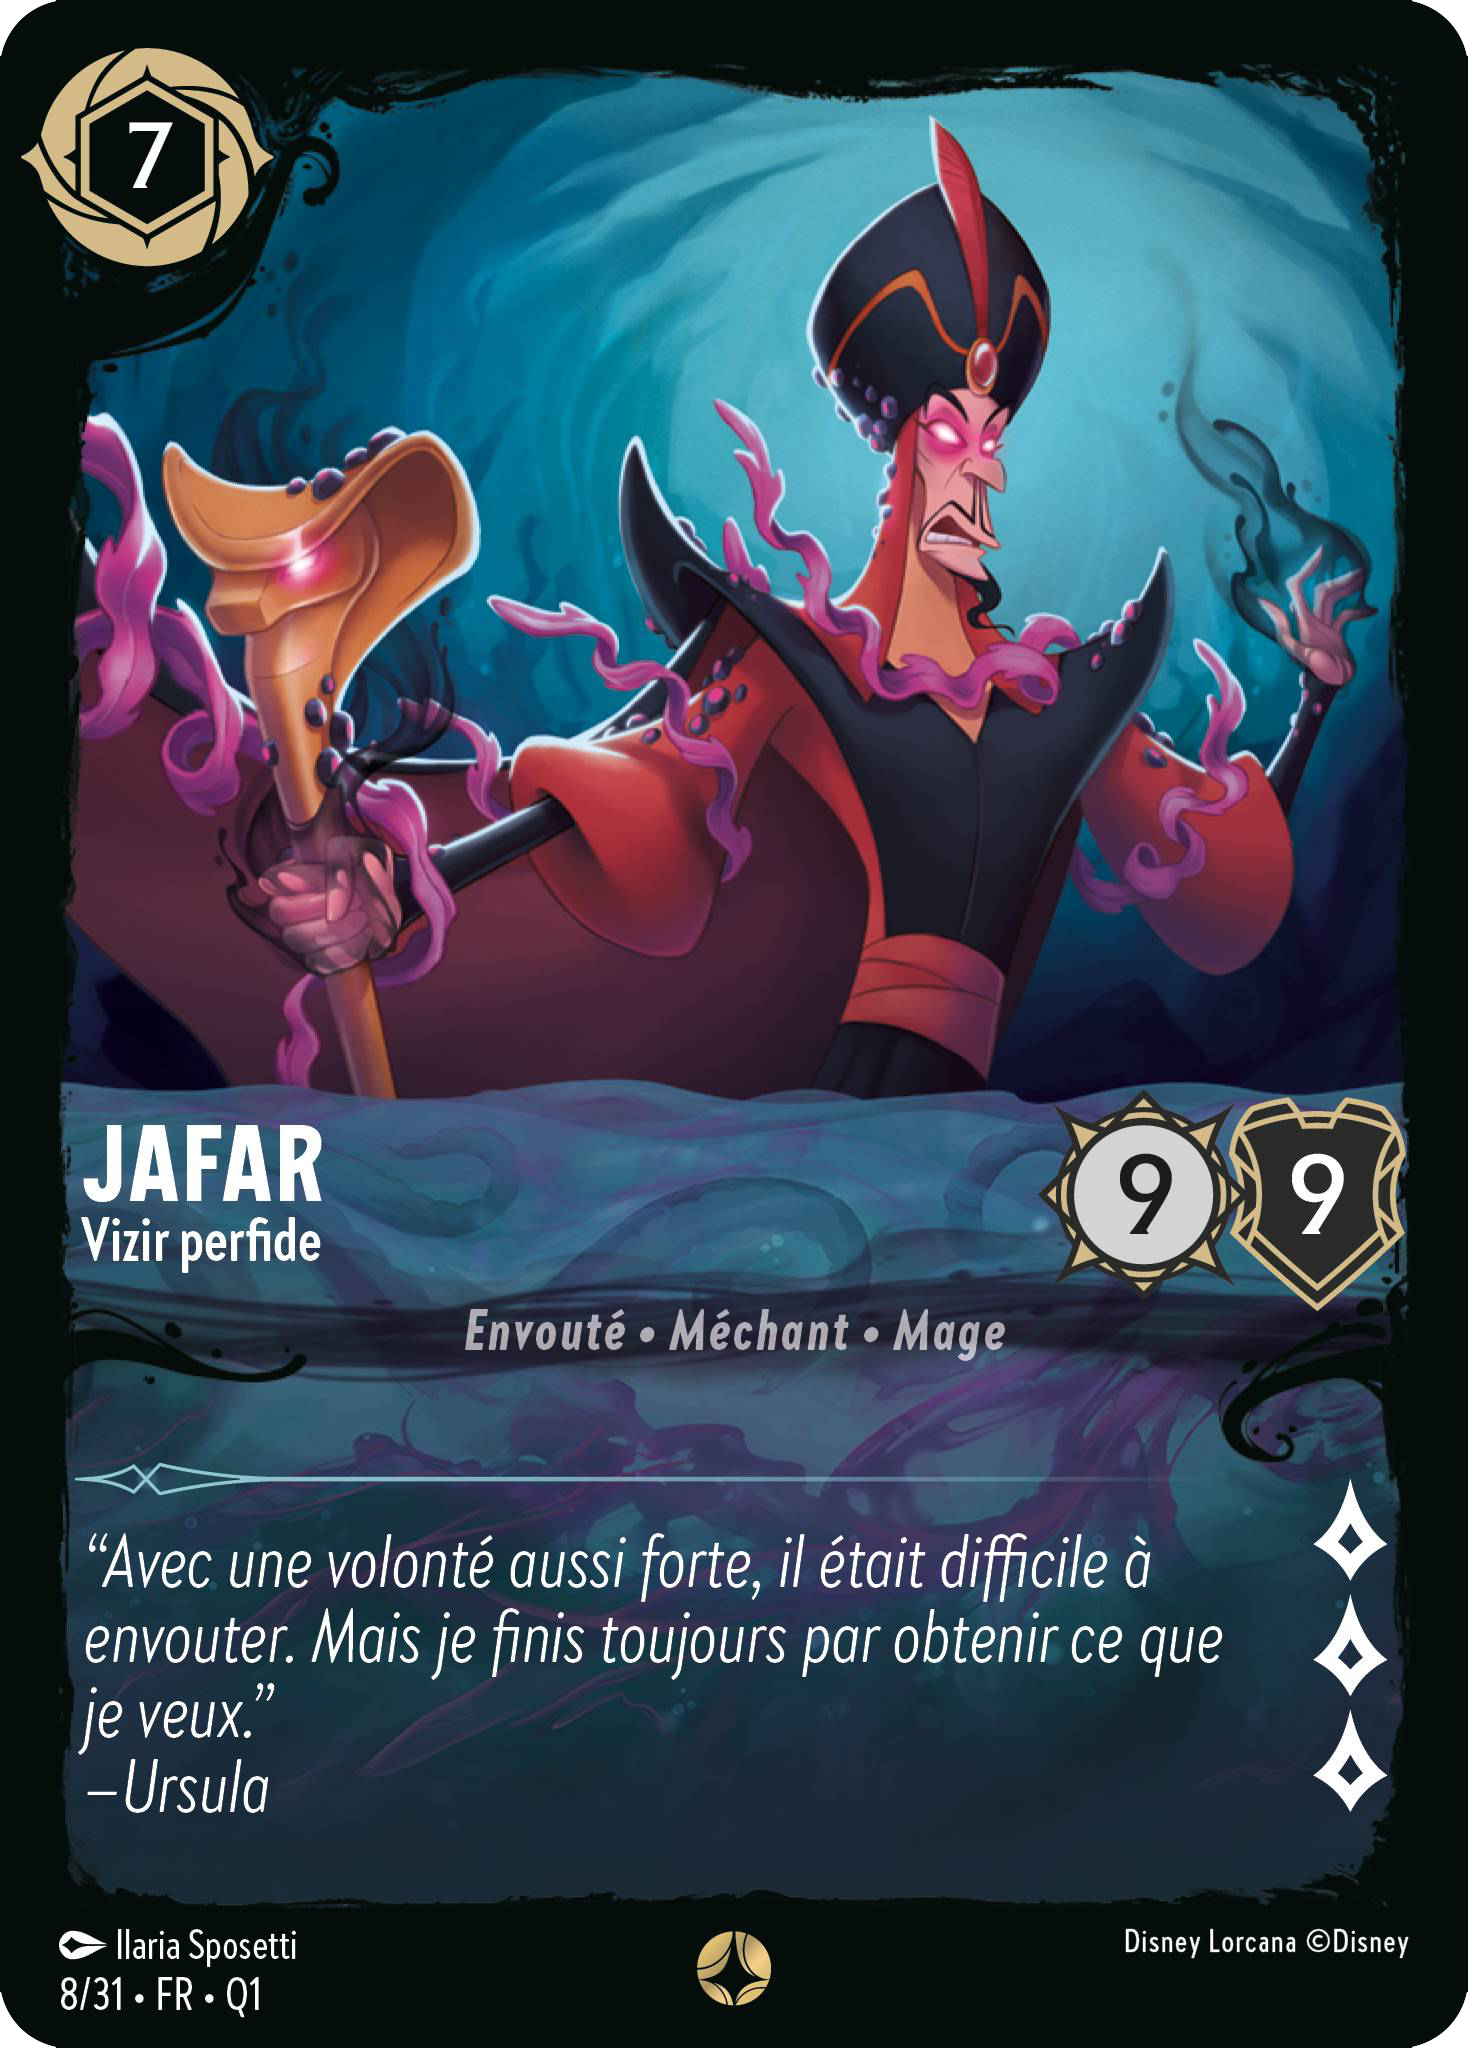 7
JAFAR
Vizir perfide
9 9
Envouté • Méchant • Mage
“Avec une volonté aussi forte, il était difficile à
envouter. Mais je finis toujours par obtenir ce que
je veux.”
–Ursula
Ilaria Sposetti
8/31 • FR • Q1
Disney Lorcana ©Disney